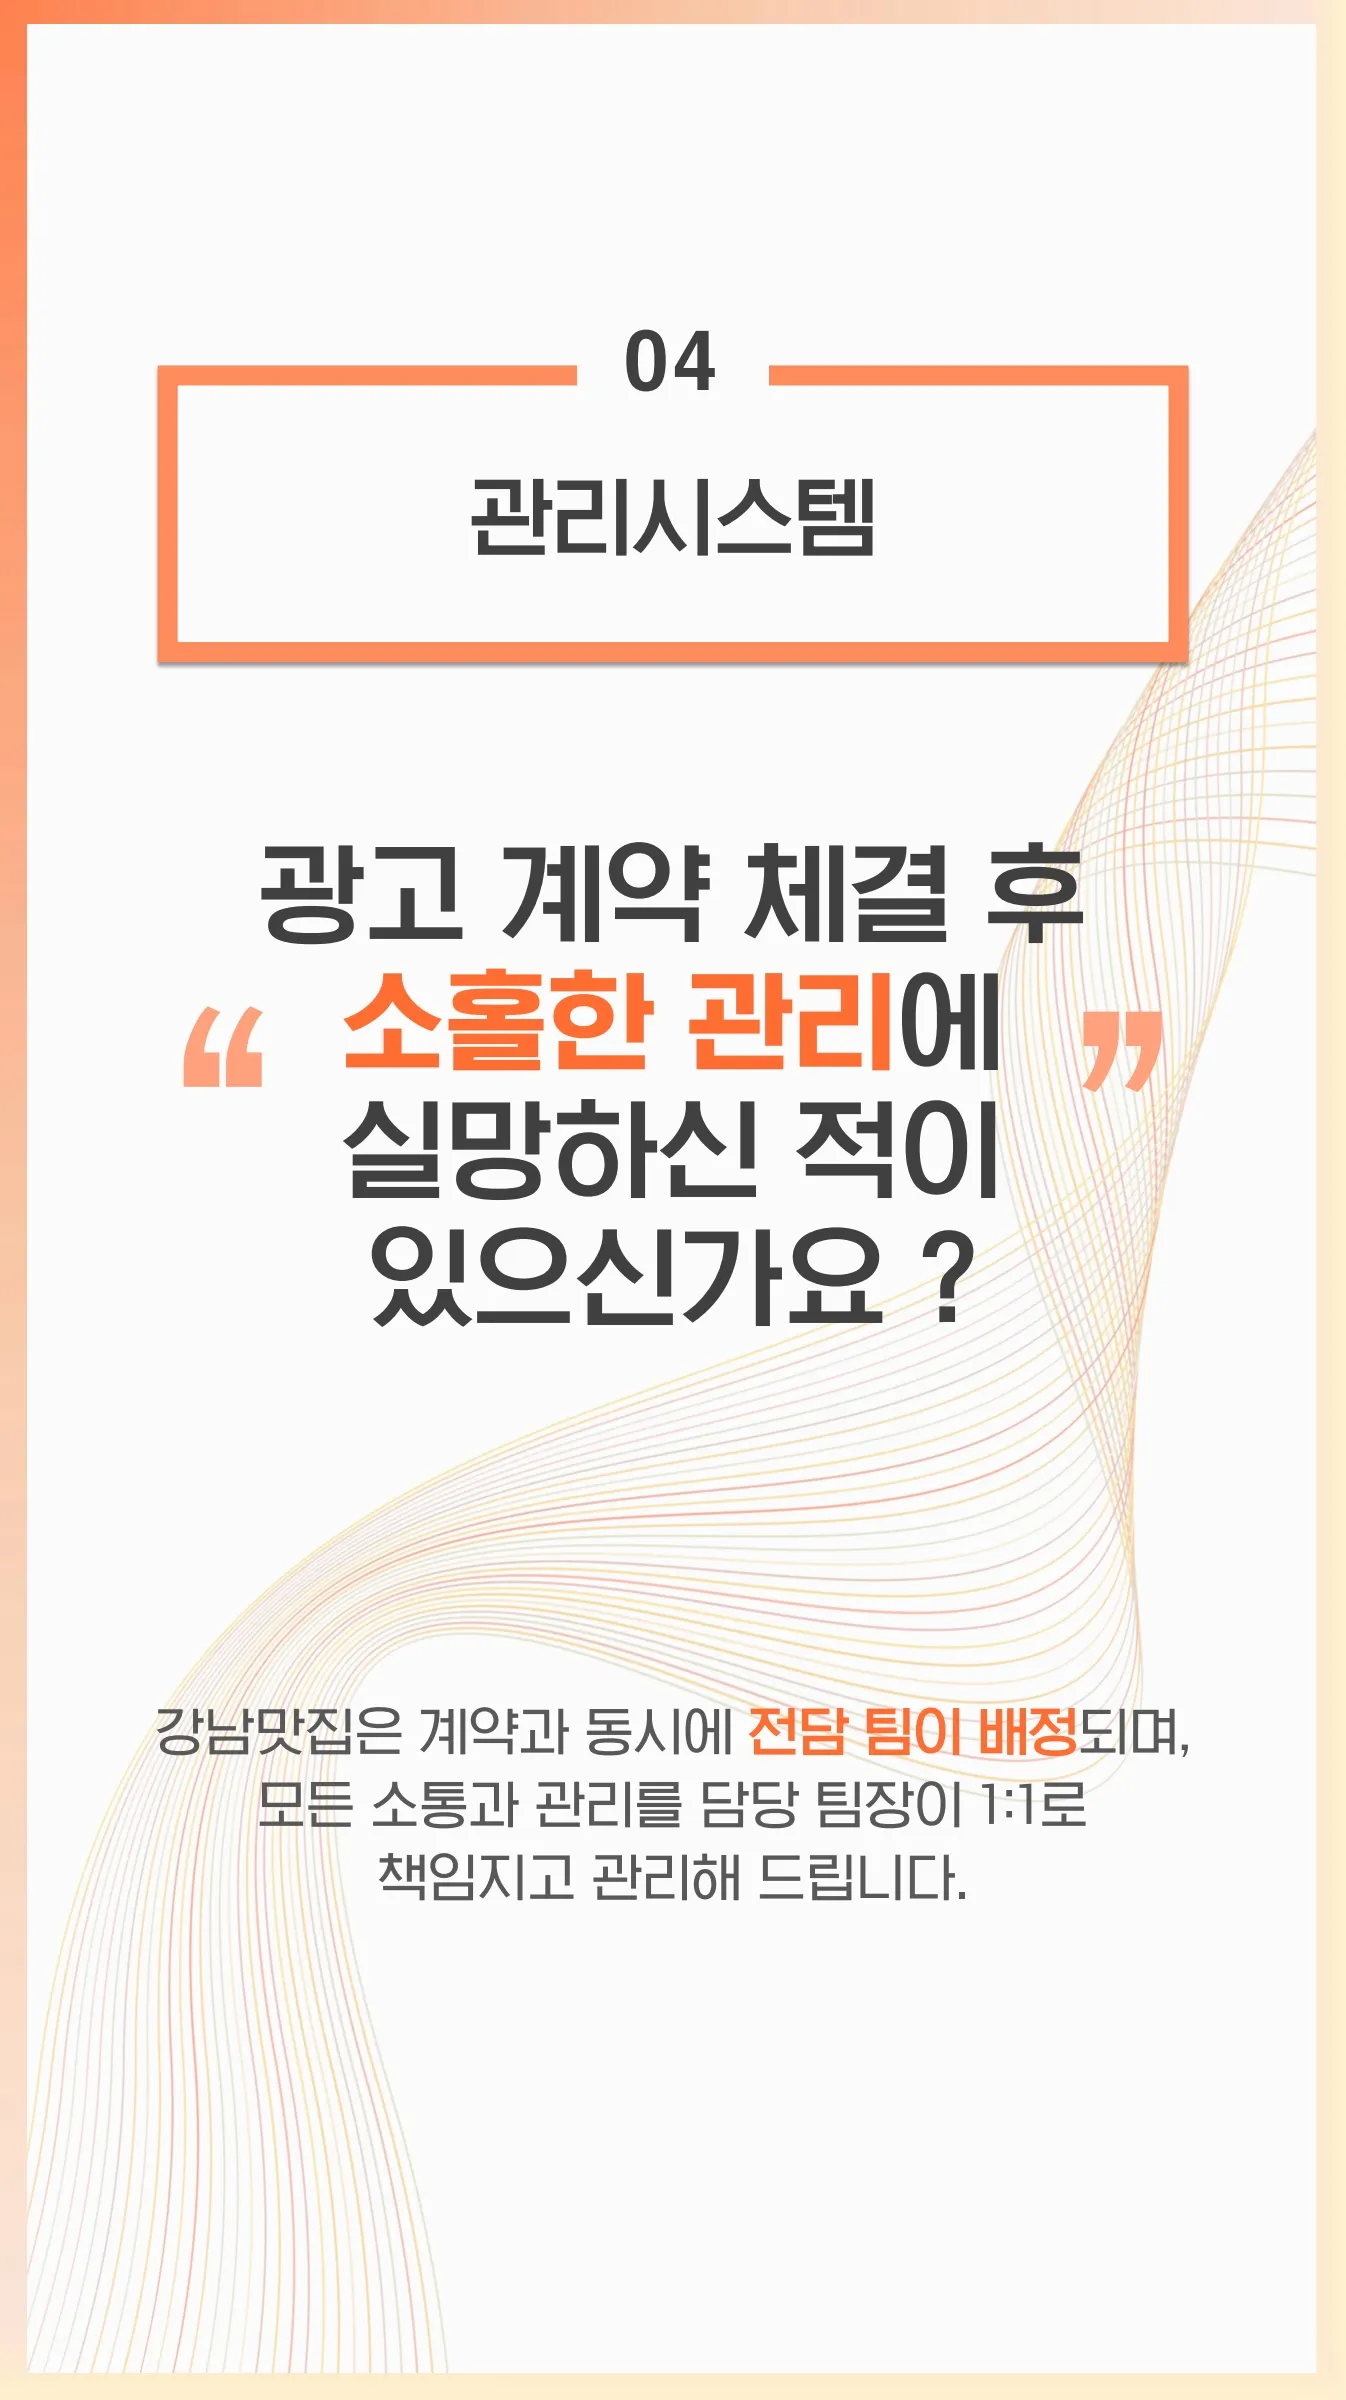 04
관리시스템
광고 계약 체결 후
“ 소홀한 관리에 ”
실망하신 적이
있으신가요 ?
강남맛집은 계약과 동시에 전담 팀이 배정되며,
모든 소통과 관리를 담당 팀장이 1:1로
책임지고 관리해 드립니다.